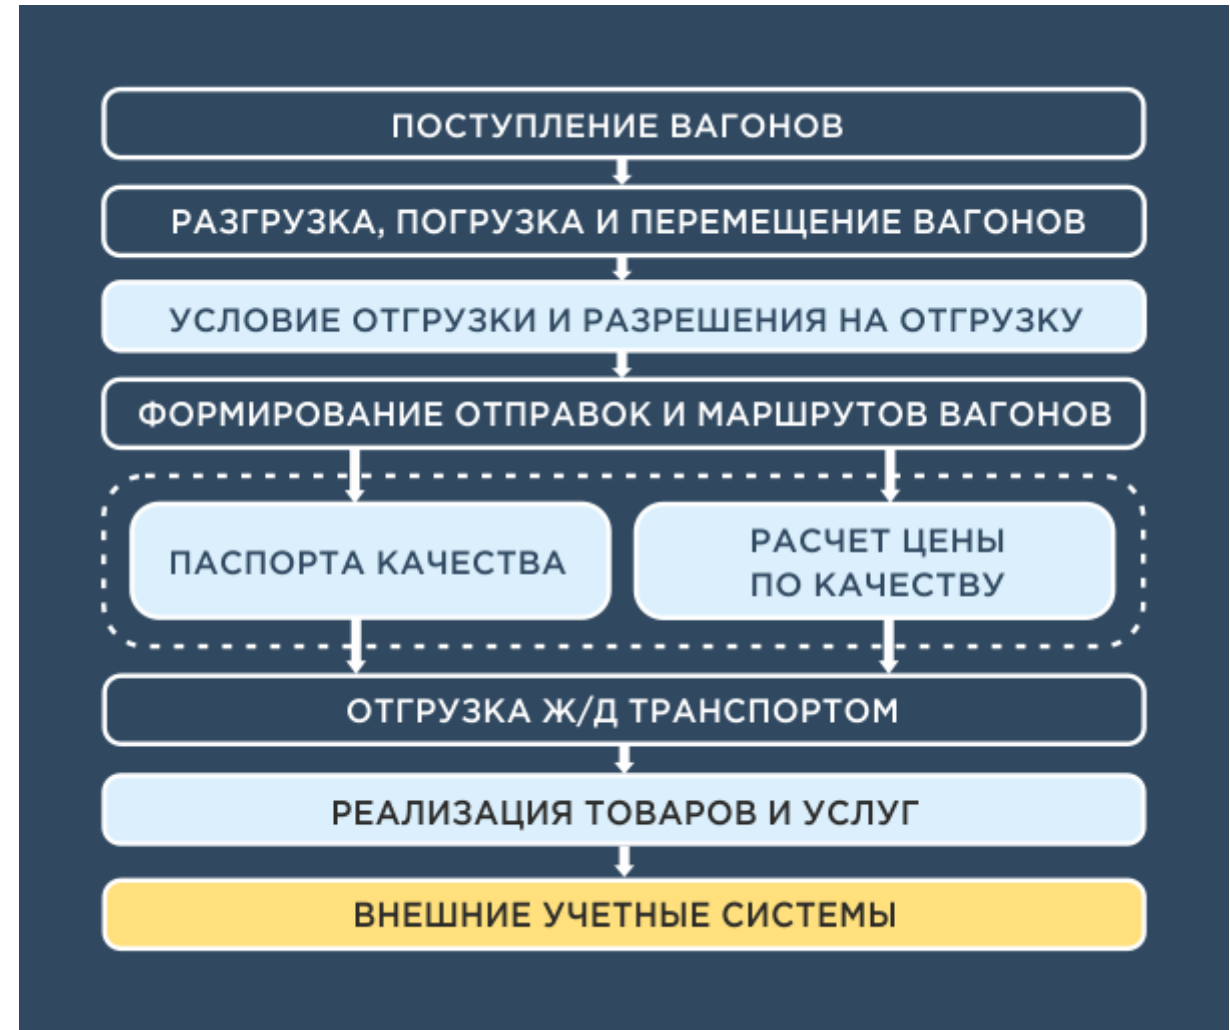 ПОСТУПЛЕНИЕ ВАГОНОВ
РАЗГРУЗКА, ПОГРУЗКА И ПЕРЕМЕЩЕНИЕ ВАГОНОВ
УСЛОВИЕ ОТГРУЗКИ И РАЗРЕШЕНИЯ НА ОТГРУЗКУ
ФОРМИРОВАНИЕ ОТПРАВОК И МАРШРУТОВ ВАГОНОВ
ПАСПОРТА КАЧЕСТВА
РАСЧЕТ ЦЕНЫ
ПО КАЧЕСТВУ
ОТГРУЗКА Ж/Д ТРАНСПОРТОМ
РЕАЛИЗАЦИЯ ТОВАРОВ И УСЛУГ
ВНЕШНИЕ УЧЕТНЫЕ СИСТЕМЫ